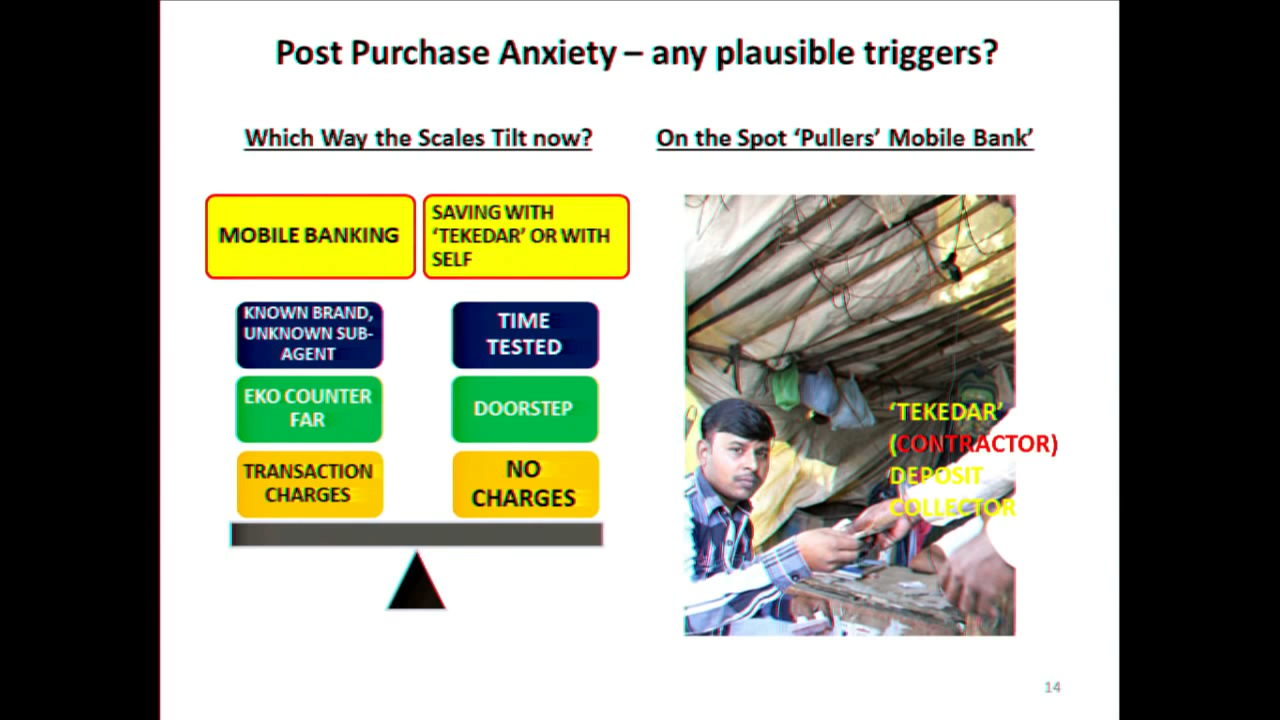 Post Purchase Anxiety – any plausible triggers?
Which Way the Scales Tilt now?
MOBILE BANKING
SAVING WITH
‘TEKEDAR’ OR WITH
SELF
KNOWN BRAND,
UNKNOWN SUB-
AGENT
TIME
TESTED
EKO COUNTER
FAR
DOORSTEP
TRANSACTION
CHARGES
NO
CHARGES
On the Spot ‘Pullers’ Mobile Bank’
‘TEKEDAR’
(CONTRACTOR)
DEPOSIT
COLLECTOR
14